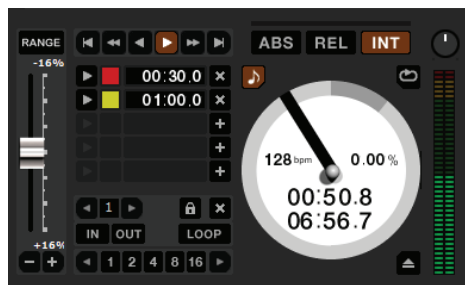 RANGE
ABS REL INT
-16%
00:30.0
01:00.0
128 bpm 0.00 %
00:50.8
06:56.7
1
IN OUT LOOP
+16%
1 2 4 8 16